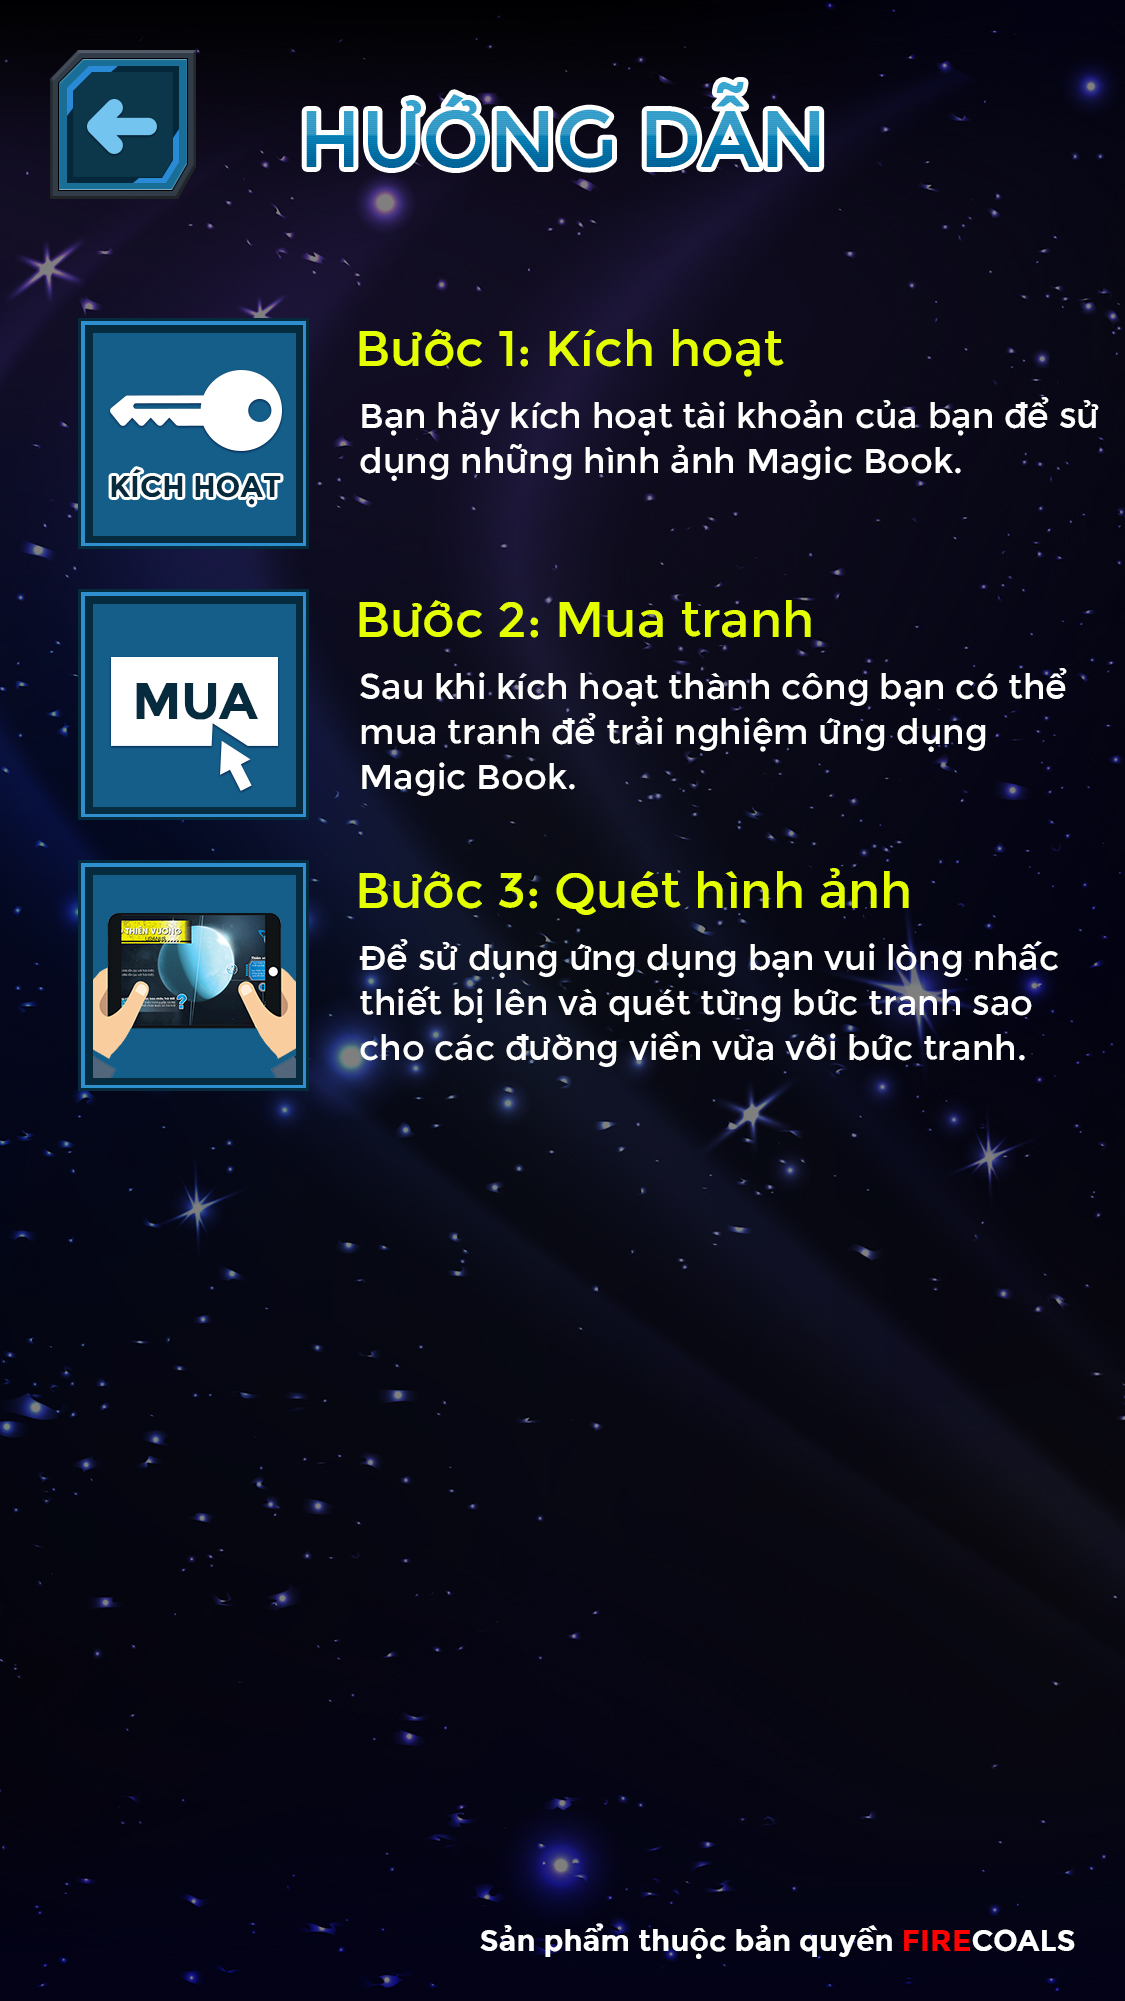 HƯỚNG DẪN
Bước 1: Kích hoạt
Bạn hãy kích hoạt tài khoản của bạn để sử
dụng những hình ảnh Magic Book.
KÍCH HOẠT
Bước 2: Mua tranh
MUA
Sau khi kích hoạt thành công bạn có thể
mua tranh để trải nghiệm ứng dụng
Magic Book.
Bước 3: Quét hình ảnh
THIÊN VƯƠNG
Để sử dụng ứng dụng bạn vui lòng nhấc
thiết bị lên và quét từng bức tranh sao
cho các đường viền vừa với bức tranh.
Sản phẩm thuộc bản quyền FIRECOALS